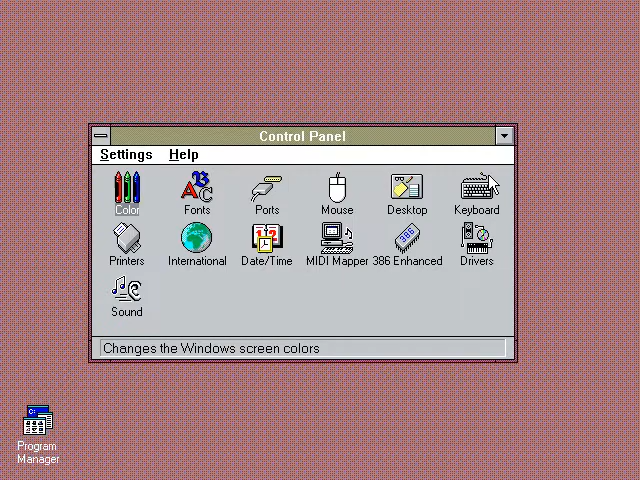 Control Panel
Settings Help
Color Fonts Ports Mouse Desktop Keyboard
386
Printers International Date/Time MIDI Mapper 386 Enhanced Drivers
Sound
Changes the Windows screen colors
Program
Manager